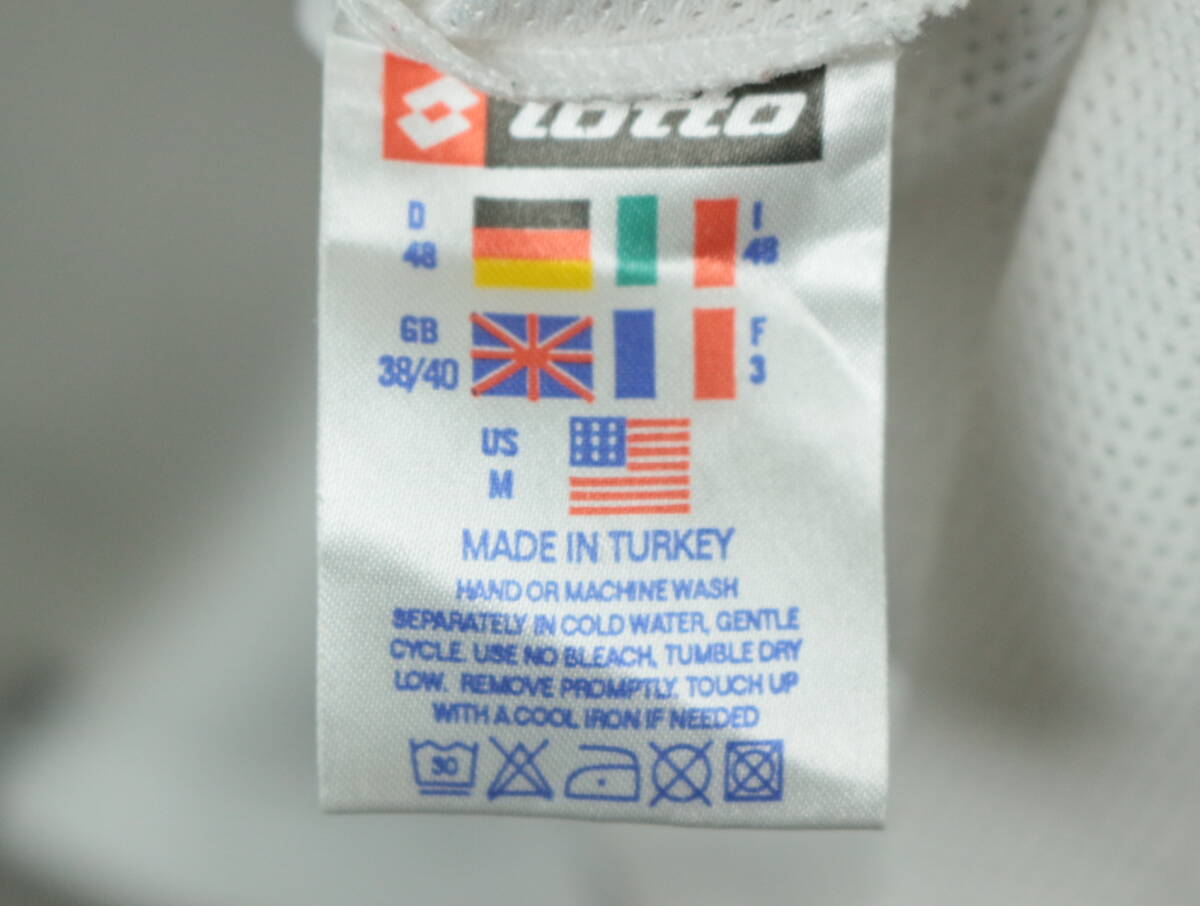 lotto
D I
48 48
GB F
38/40 3
US
M
MADE IN TURKEY
HAND OR MACHINE WASH
SEPARATELY IN COLD WATER, GENTLE
CYCLE. USE NO BLEACH, TUMBLE DRY
LOW. REMOVE PROMPTLY, TOUCH UP
WITH A COOL IRON IF NEEDED
30